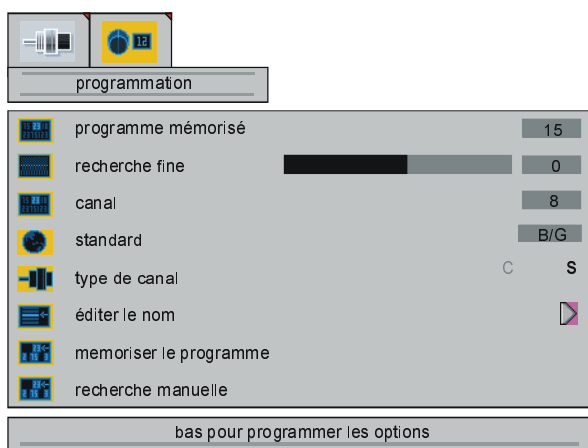 12
programmation
programme mémorisé 15
recherche fine 0
canal 8
standard B/G
type de canal C S
éditer le nom
memoriser le programme
recherche manuelle
bas pour programmer les options